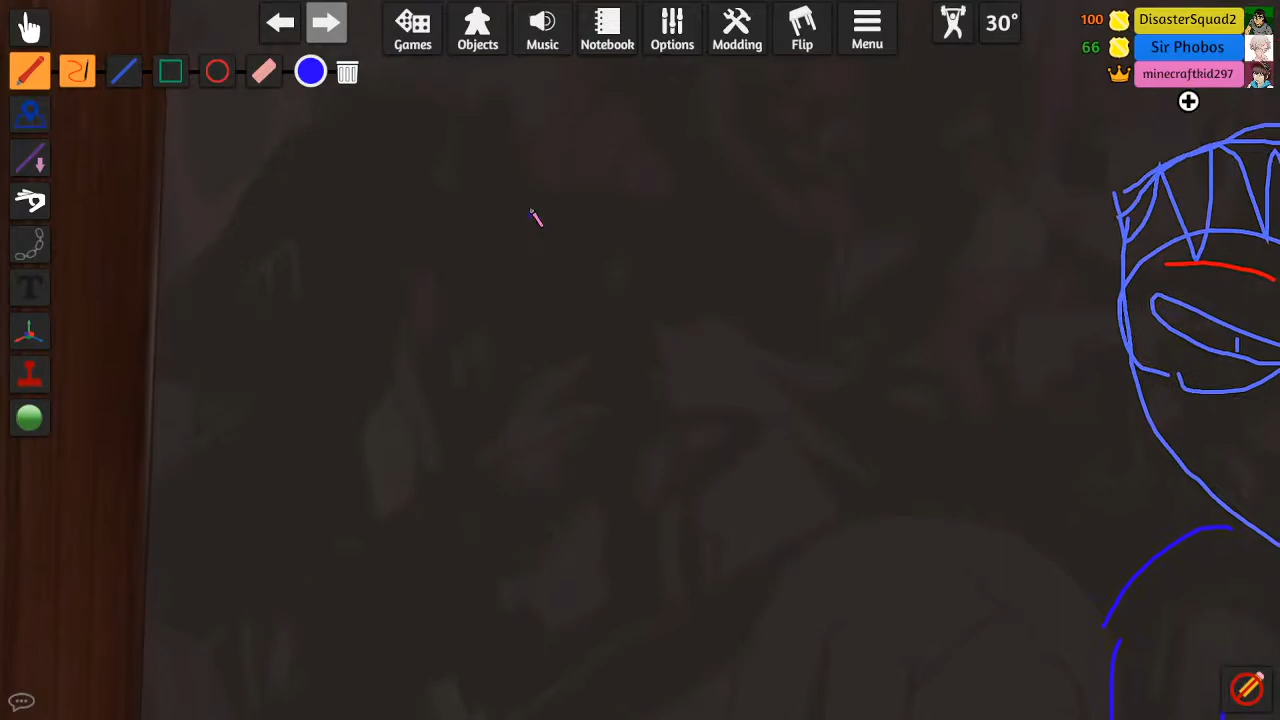 Games Objects Music Notebook Options Modding Flip Menu 30°
100 DisasterSquad2
66 Sir Phobos
minecraftkid297
T